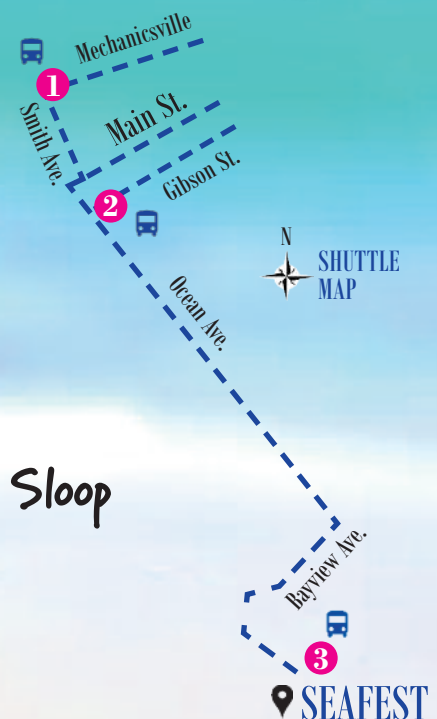 Mechanicsville
1
Smith Ave.
Main St.
2
Gibson St.
N
SHUTTLE
MAP
Ocean Ave.
Sloop
Bayview Ave.
3
SEAFEST